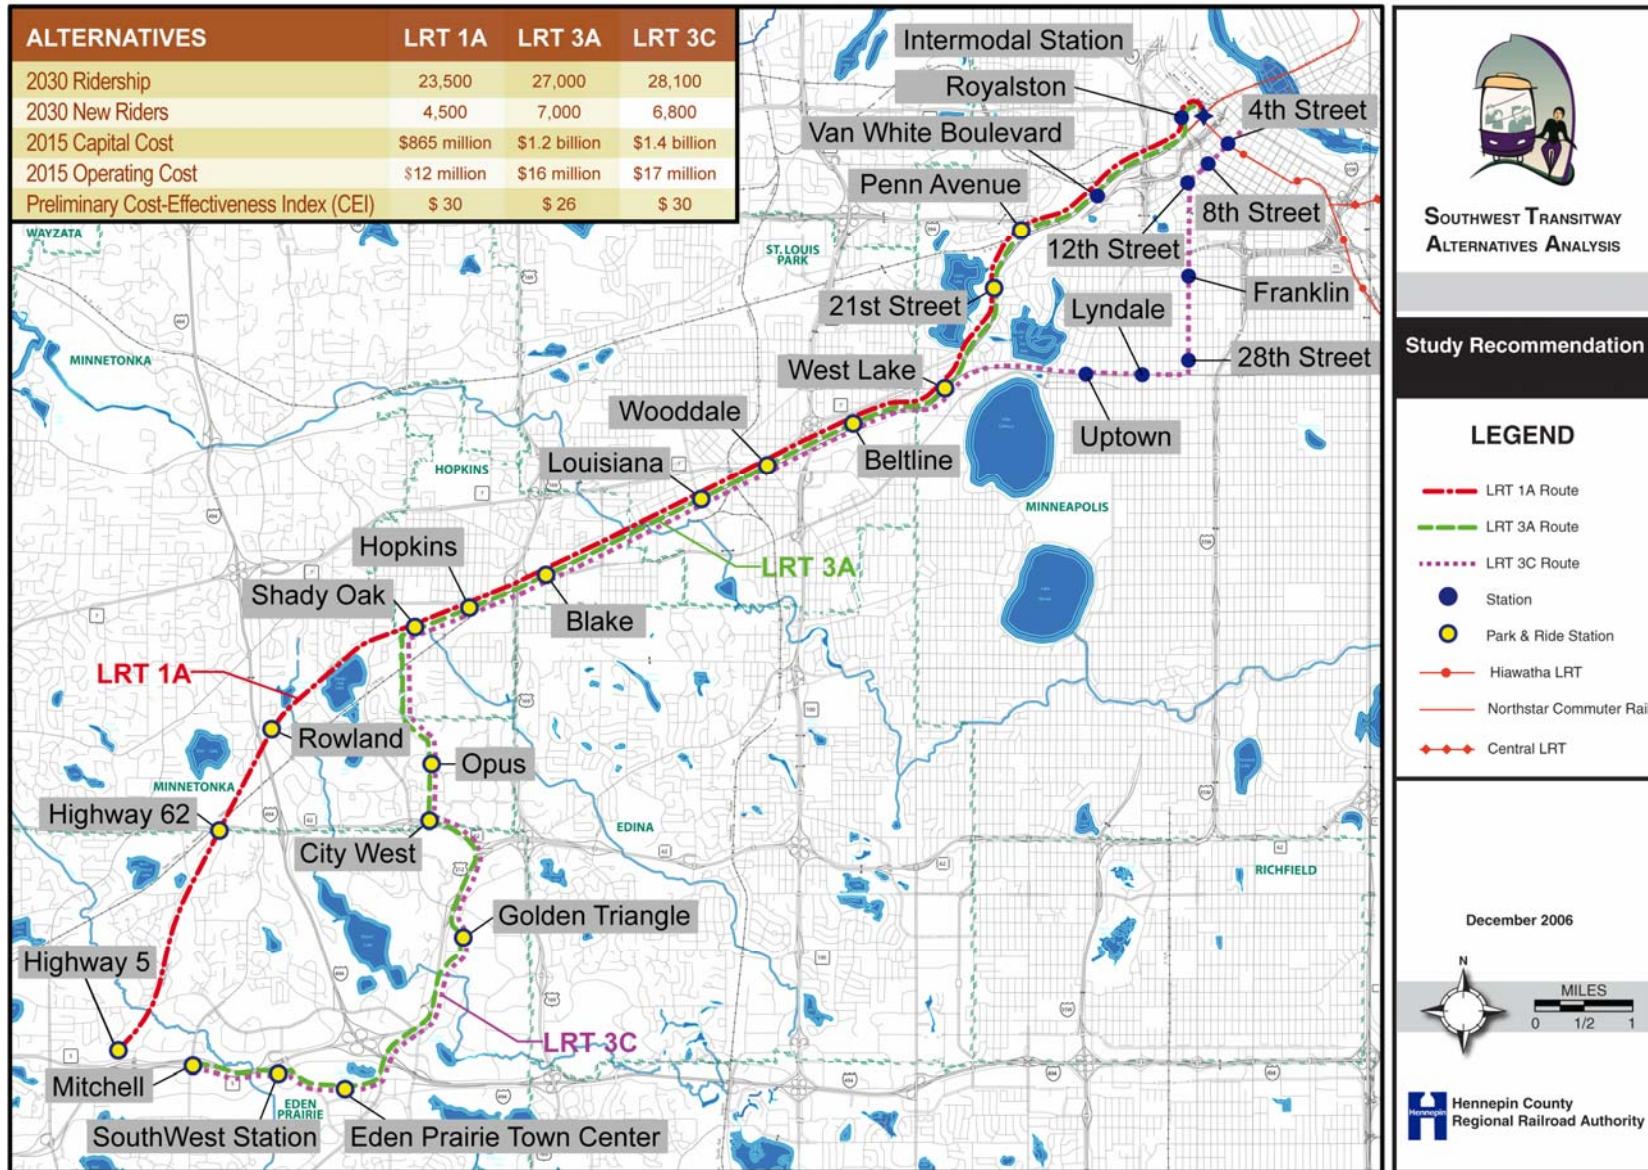 ALTERNATIVES LRT 1A LRT 3A LRT 3C
2030 Ridership 23,500 27,000 28,100
2030 New Riders 4,500 7,000 6,800
2015 Capital Cost $865 million $1.2 billion $1.4 billion
2015 Operating Cost $12 million $16 million $17 million
Preliminary Cost-Effectiveness Index (CEI) $ 30 $ 26 $ 30
Intermodal Station
Royalston
4th Street
Van White Boulevard
Penn Avenue
8th Street
12th Street
WAYZATA
ST. LOUIS
PARK
21st Street
Lyndale
Franklin
MINNETONKA
West Lake
28th Street
Wooddale
Uptown
Louisiana
Beltline
HOPKINS
MINNEAPOLIS
Hopkins
LRT 3A
Shady Oak
Blake
LRT 1A
Rowland
Opus
MINNETONKA
Highway 62
EDINA
City West
RICHFIELD
Golden Triangle
Highway 5
LRT 3C
Mitchell
EDEN
PRAIRIE
SouthWest Station
Eden Prairie Town Center
SOUTHWEST TRANSITWAY
ALTERNATIVES ANALYSIS
Study Recommendation
LEGEND
LRT 1A Route
LRT 3A Route
LRT 3C Route
Station
Park & Ride Station
Hiawatha LRT
Northstar Commuter Rail
Central LRT
December 2006
N
MILES
0 1/2 1
Hennepin
Hennepin County
Regional Railroad Authority